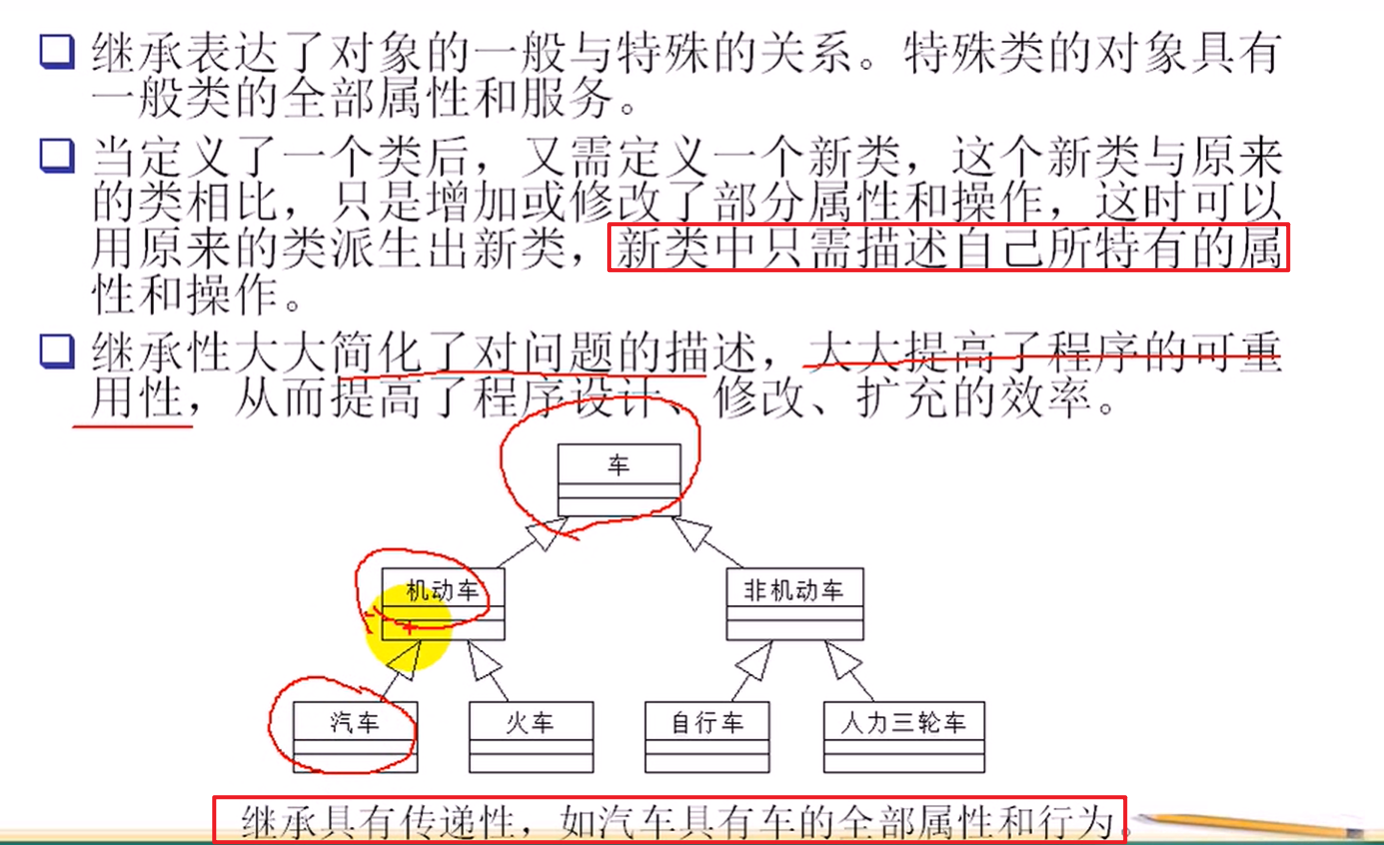 继承表达了对象的一般与特殊的关系。特殊类的对象具有
一般类的全部属性和服务。
当定义了一个类后，又需定义一个新类，这个新类与原来
的类相比，只是增加或修改了部分属性和操作，这时可以
用原来的类派生出新类，新类中只需描述自己所特有的属
性和操作。
继承性大大简化了对问题的描述，大大提高了程序的可重
用性，从而提高了程序设计、修改、扩充的效率。
车
机动车
非机动车
汽车
火车
自行车
人力三轮车
继承具有传递性，如汽车具有车的全部属性和行为。